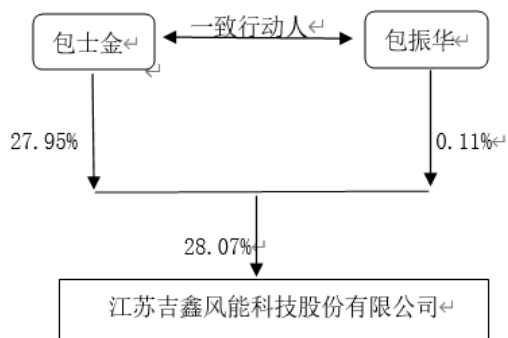 包士金
一致行动人
包振华
27.95%
0.11%
28.07%
江苏吉鑫风能科技股份有限公司